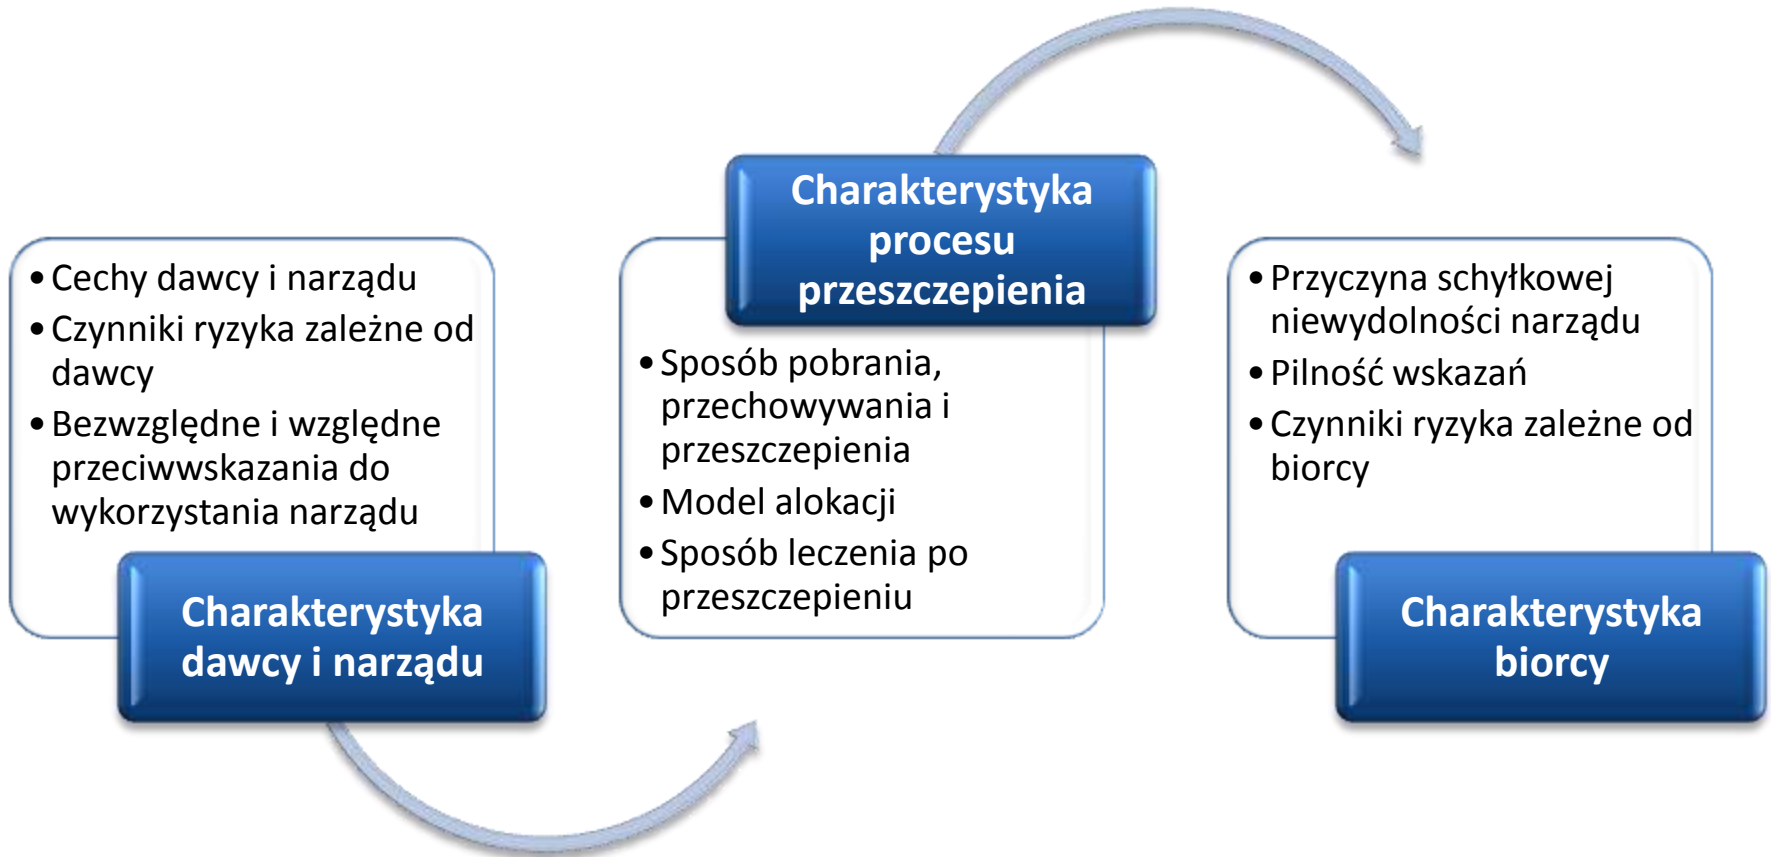 • Cechy dawcy i narządu
• Czynniki ryzyka zależne od
dawcy
• Bezwzględne i względne
przeciwwskazania do
wykorzystania narządu
Charakterystyka
dawcy i narządu
Charakterystyka
procesu
przeszczepienia
• Sposób pobrania,
przechowywania i
przeszczepienia
• Model alokacji
• Sposób leczenia po
przeszczepieniu
• Przyczyna schyłkowej
niewydolności narządu
• Pilność wskazań
• Czynniki ryzyka zależne od
biorcy
Charakterystyka
biorcy